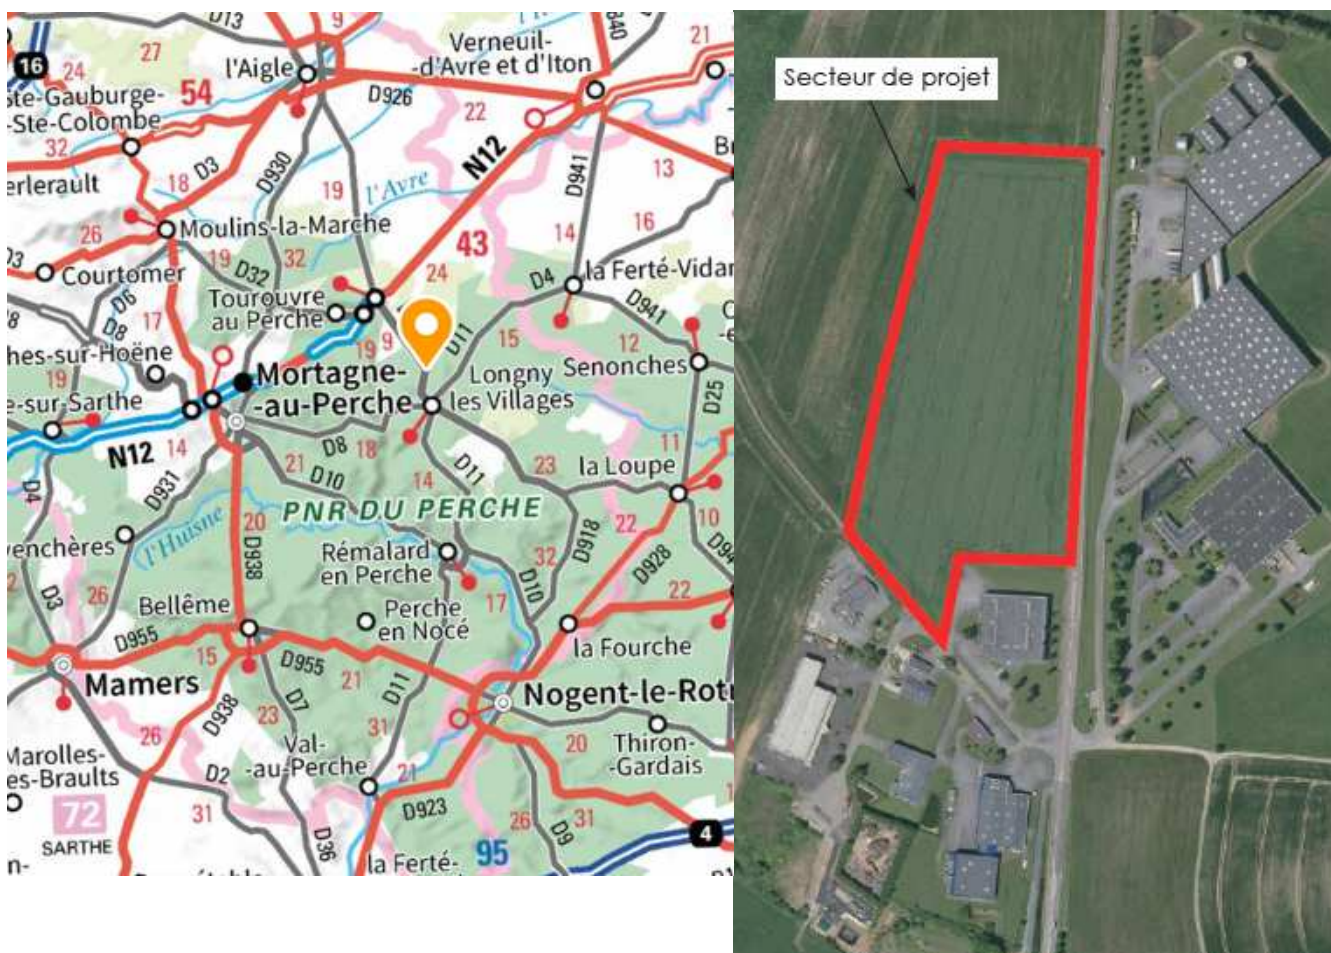 D13
9
27
16
24
l'Aigle
54
ste-Gauburge-
-Ste-Colombe
32
D926
Verneuil-
-d'Avre et d'Iton
21
22
N12
13
D3
18
D930
19
l'Avre
D941
erlerault
Moulins-la-Marche
26
43
14
16
D3
Courtomer
19
D32
32
24
D4
la Ferté-Vidar
D6
Tourouvre
au Perche
D941
D8
17
9
19
D11
15
12
hes-sur-Hoëne
19
Mortagne-
-au-Perche
Longny
les Villages
Senonches
D25
e-sur-Sarthe
N12
14
D8
18
11
D931
21
D10
14
D11
23
la Loupe
D4
PNR DU PERCHE
22
10
l'Huisne
20
D938
D918
venchères
Rémalard
en Perche
32
D928
D3
26
17
D10
22
Bellême
Perche
en Nocé
la Fourche
D955
15
D955
21
Mamers
D938
23
D7
D11
31
Nogent-le-Rotr
26
Val-
-au-Perche
20
Thiron-
-Gardais
Marolles-
es-Braults
D2
21
72
31
D923
26
31
4
SARTHE
D36
D9
n-
la Ferté-
95
Secteur de projet